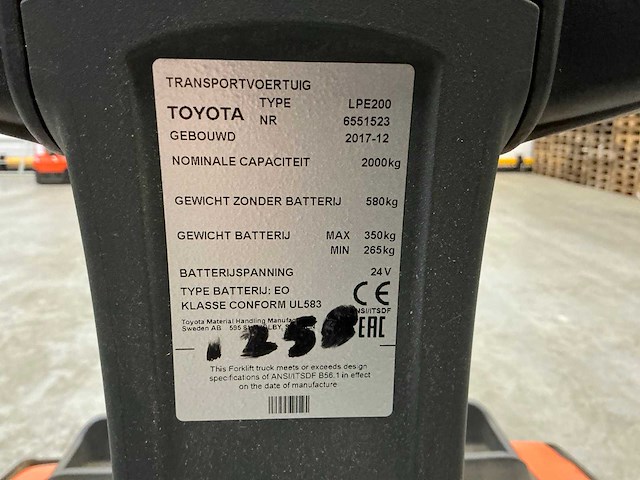 TRANSPORTVOERTUIG
TOYOTA TYPE LPE200
NR 6551523
GEBOUWD 2017-12
NOMINALE CAPACITEIT 2000kg
GEWICHT ZONDER BATTERIJ 580kg
GEWICHT BATTERIJ MAX 350kg
MIN 265kg
BATTERIJSPANNING 24V
TYPE BATTERIJ: EO
KLASSE CONFORM UL583
CE
ANSI/ITSDF
EAC
Toyota Material Handling
Sweden AB 595
1259
This Forklift truck meets or exceeds design
specifications of ANSI/ITSDF B56.1 in effect
on the date of manufacture